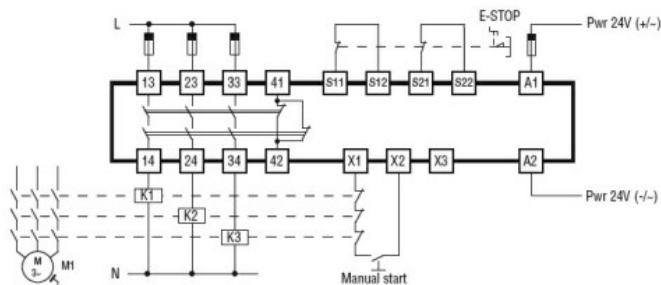 E-STOP
L
Pwr 24V (+/~)
13 23 33 41 S11 S12 S21 S22 A1
14 24 34 42 X1 X2 X3 A2
K1
K2
Pwr 24V (-/~)
K3
M
3~
M1
N
Manual start